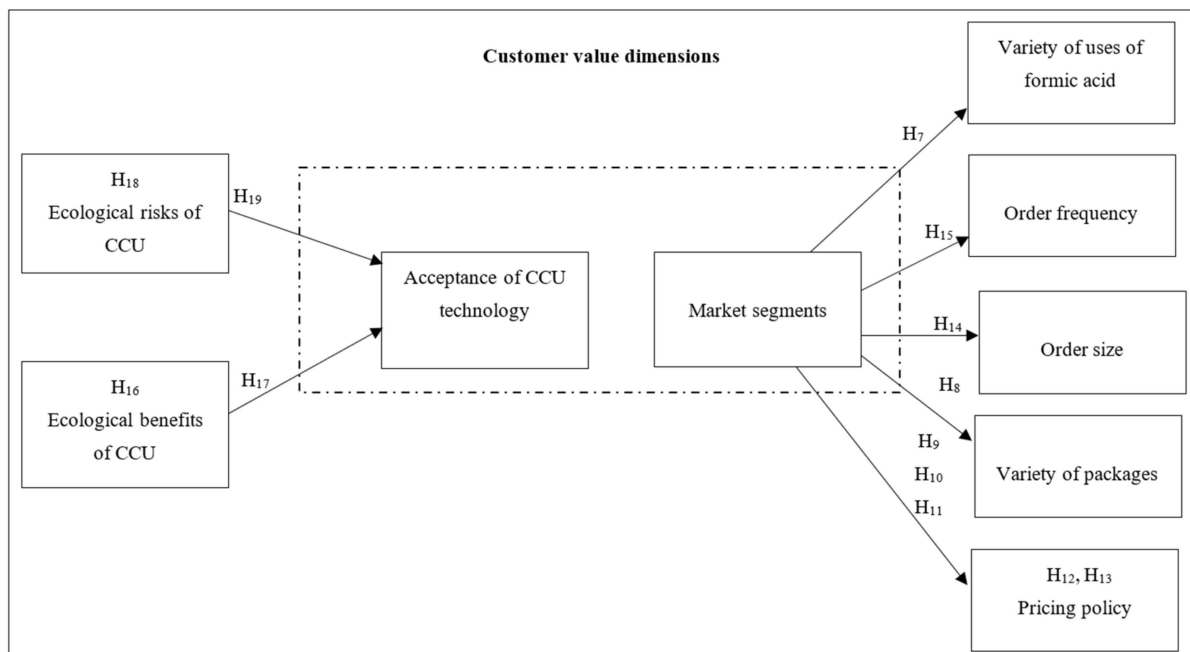 Customer value dimensions
H₁₈
Ecological risks of
CCU
H₁₉
H₁₆
Ecological benefits
of CCU
H₁₇
Acceptance of CCU
technology
Market segments
H₇
Variety of uses of
formic acid
H₁₅
Order frequency
H₁₄
Order size
H₈
Variety of packages
H₉
H₁₀
H₁₁
H₁₂, H₁₃
Pricing policy